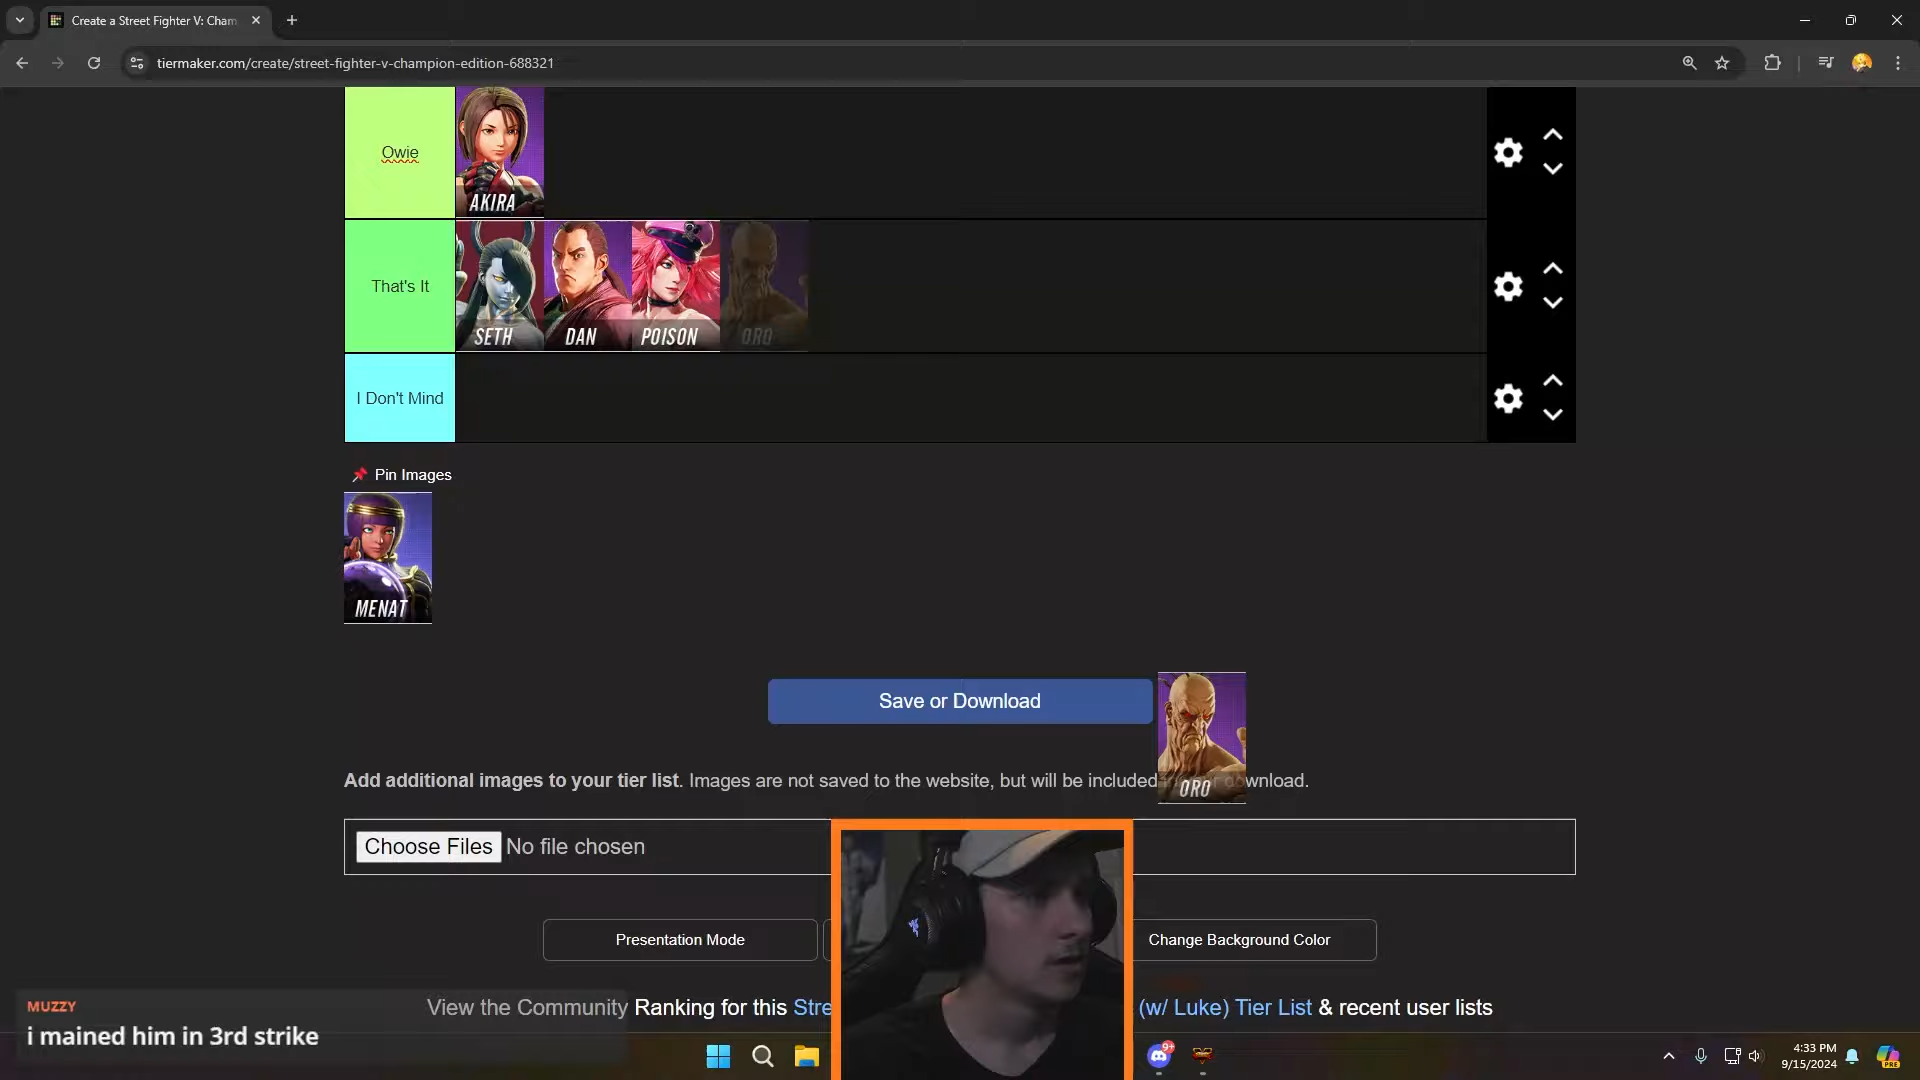 Create a Street Fighter V: Cham
tiermaker.com/create/street-fighter-v-champion-edition-688321
Owie
AKIRA
That's It
SETH
DAN
POISON
ORO
I Don't Mind
📌 Pin Images
MENAT
Save or Download
ORO
Add additional images to your tier list. Images are not saved to the website, but will be included download.
Choose Files No file chosen
Presentation Mode
Change Background Color
View the Community Ranking for this Stre (w/ Luke) Tier List & recent user lists
MUZZY
i mained him in 3rd strike
9+
4:33 PM
9/15/2024
PRE